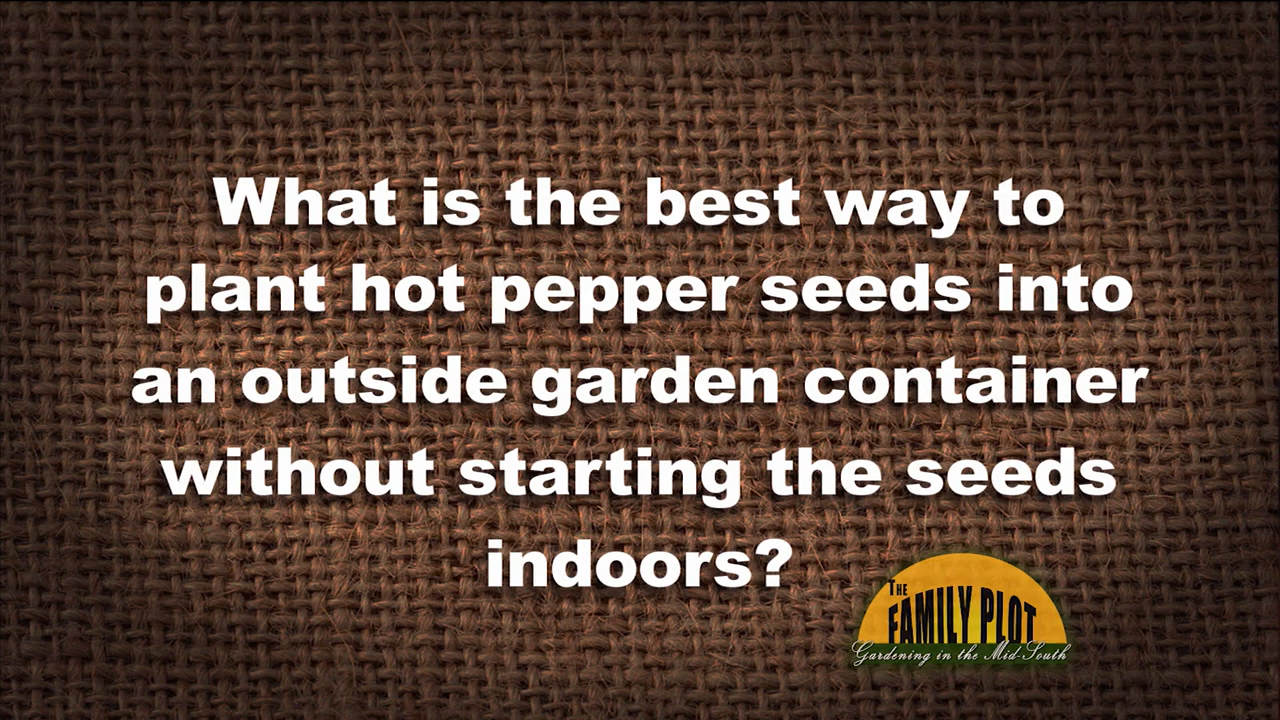 What is the best way to
plant hot pepper seeds into
an outside garden container
without starting the seeds
indoors?
THE
FAMILY PLOT
Gardening in the Mid-South